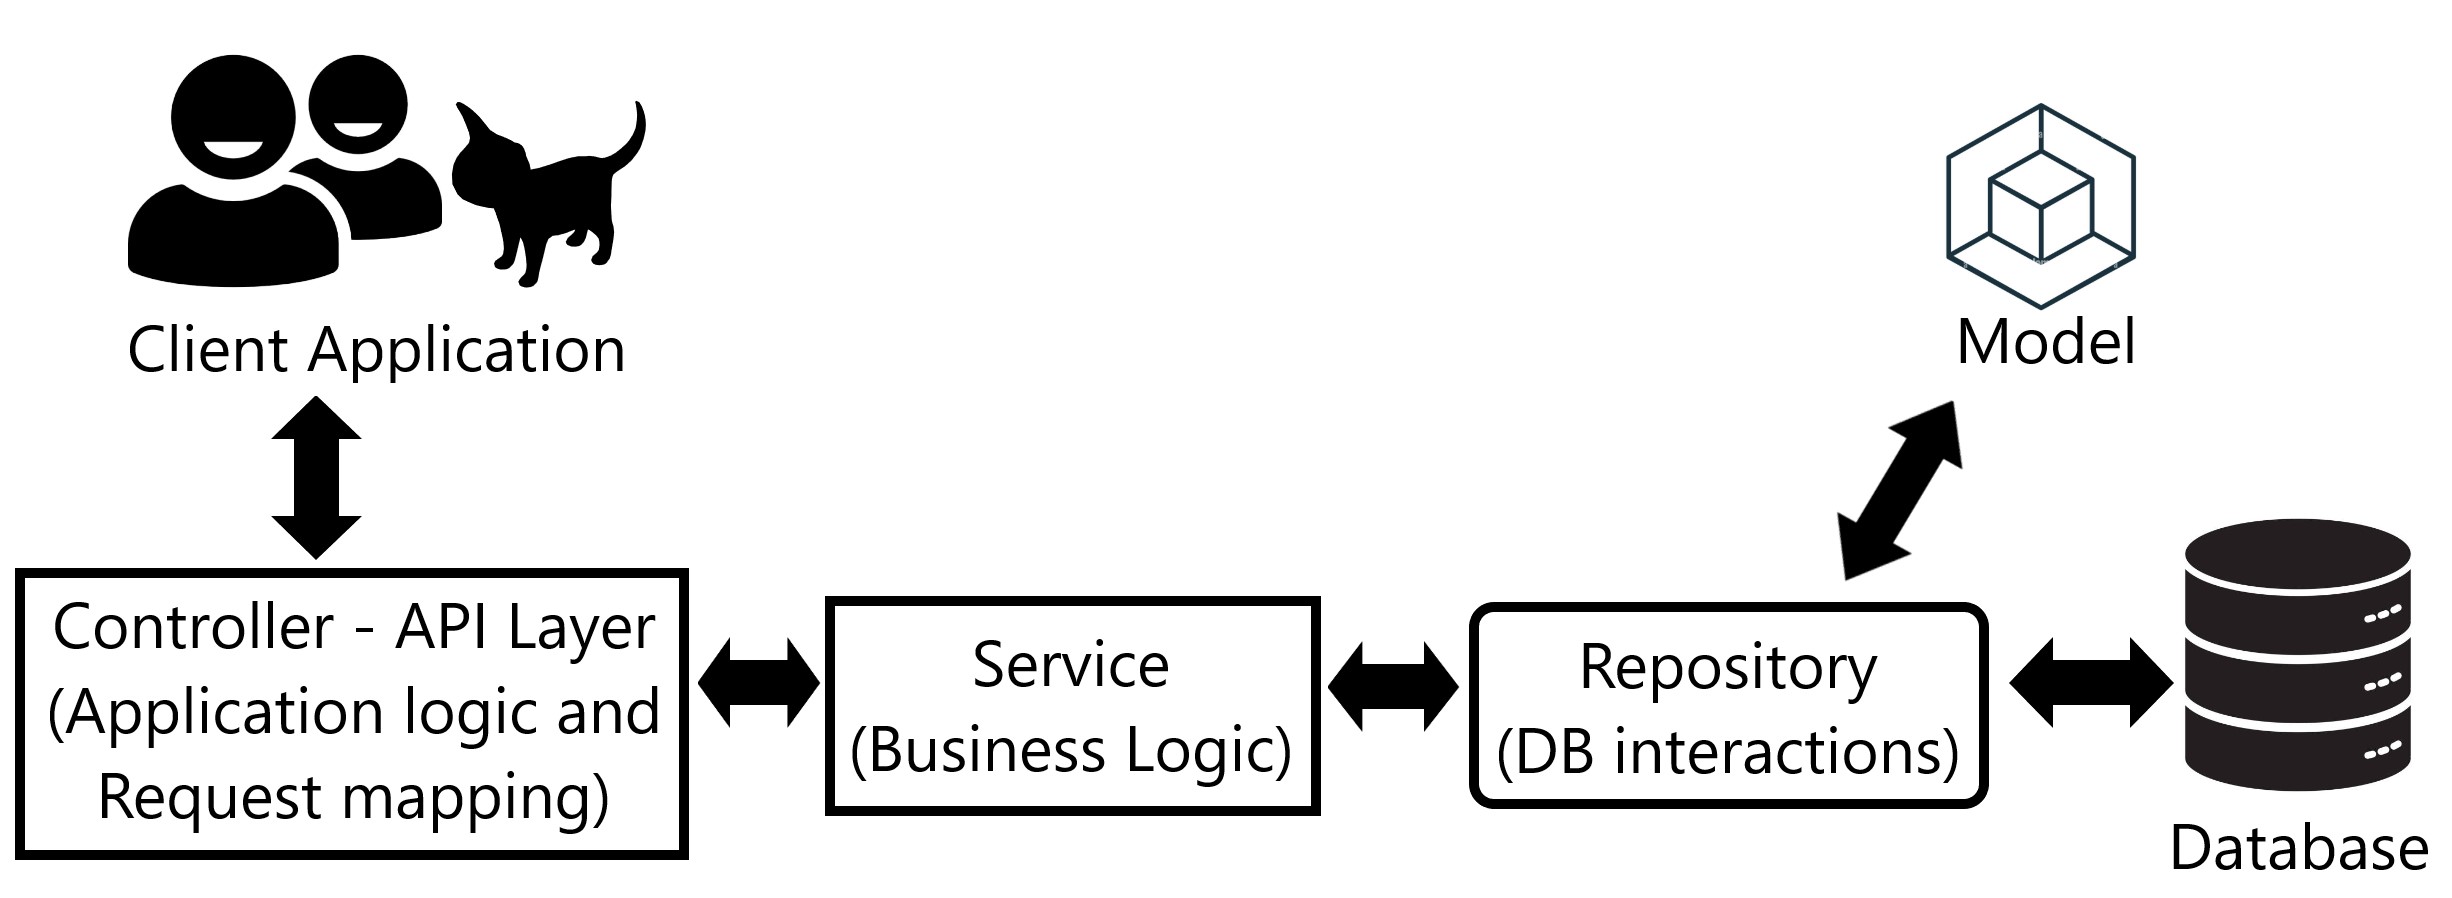 Client Application
Model
Controller - API Layer
(Application logic and
Request mapping)
Service
(Business Logic)
Repository
(DB interactions)
Database